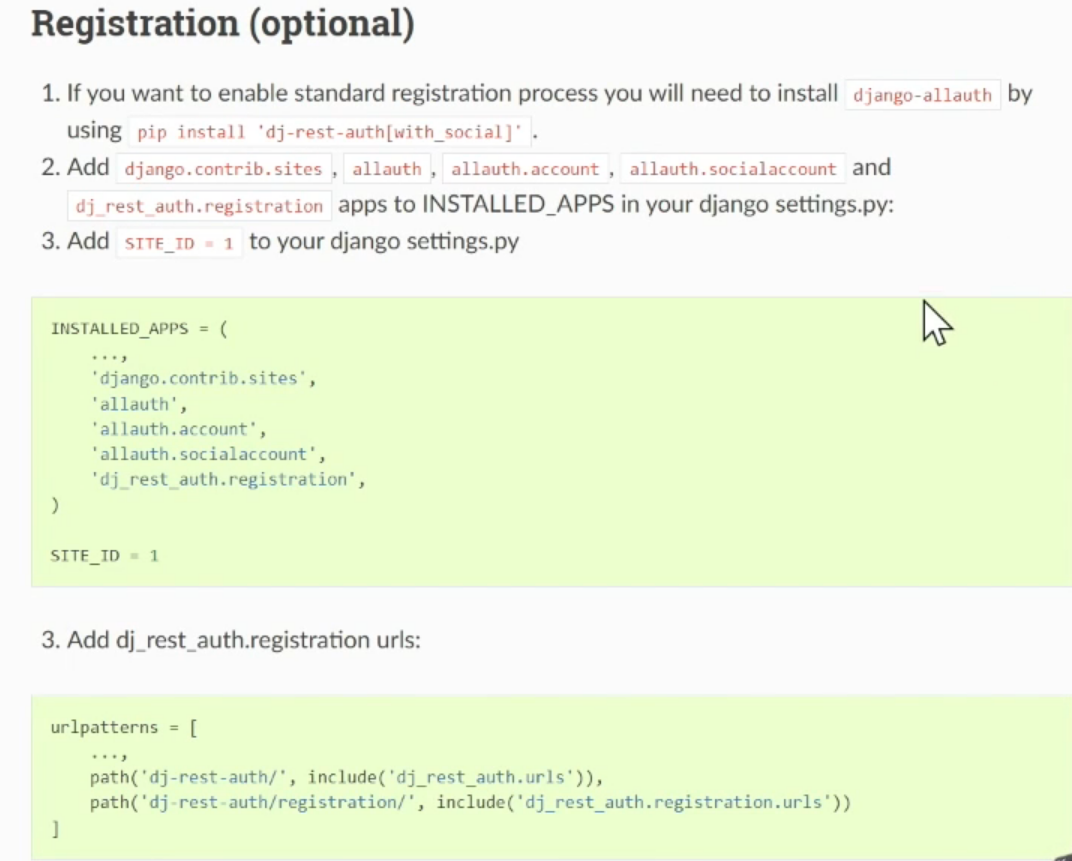 Registration (optional)
1. If you want to enable standard registration process you will need to install django-allauth by
using pip install 'dj-rest-auth[with_social]' .
2. Add django.contrib.sites , allauth , allauth.account , allauth.socialaccount and
dj_rest_auth.registration apps to INSTALLED_APPS in your django settings.py:
3. Add SITE_ID = 1 to your django settings.py
INSTALLED_APPS = (
...,
'django.contrib.sites',
'allauth',
'allauth.account',
'allauth.socialaccount',
'dj_rest_auth.registration',
)
SITE_ID = 1
3. Add dj_rest_auth.registration urls:
urlpatterns = [
...,
path('dj-rest-auth/', include('dj_rest_auth.urls')),
path('dj-rest-auth/registration/', include('dj_rest_auth.registration.urls'))
]